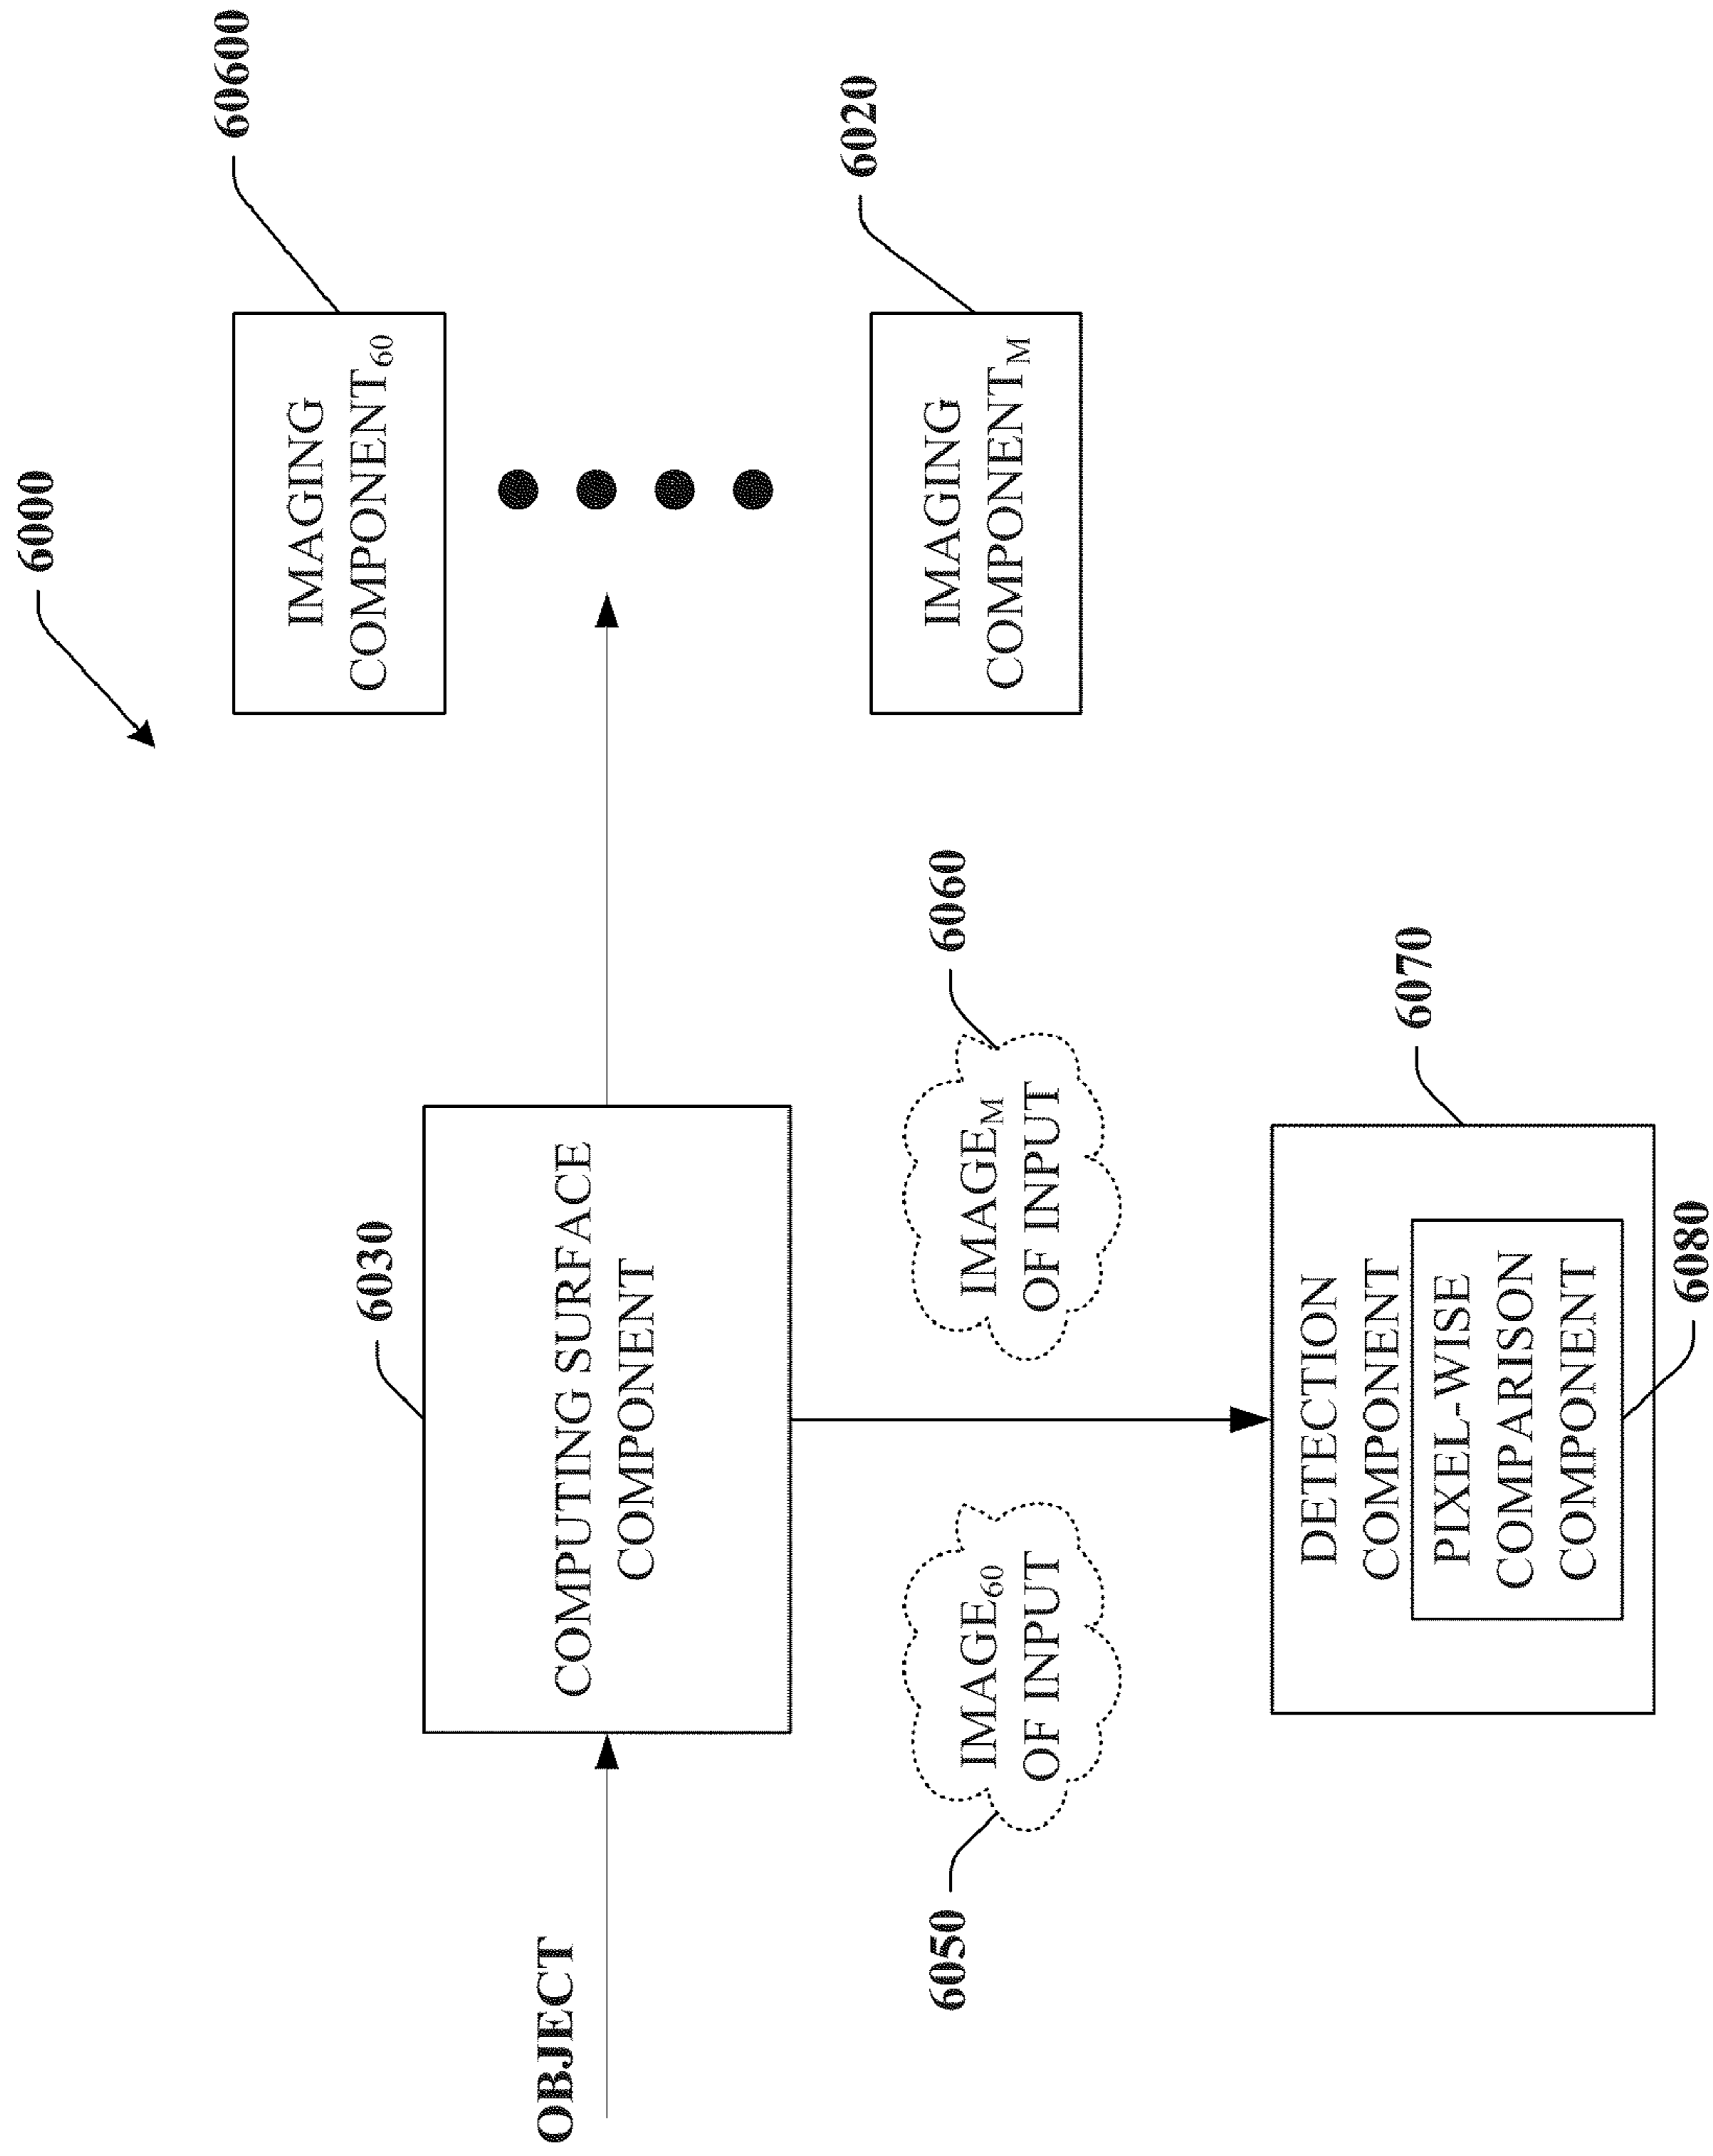 6000
60600
IMAGING
COMPONENT60
6030
OBJECT
COMPUTING SURFACE
COMPONENT
6020
IMAGING
COMPONENTM
6050
IMAGE60
OF INPUT
IMAGEM
OF INPUT
6060
DETECTION
COMPONENT
6070
PIXEL-WISE
COMPARISON
COMPONENT
6080